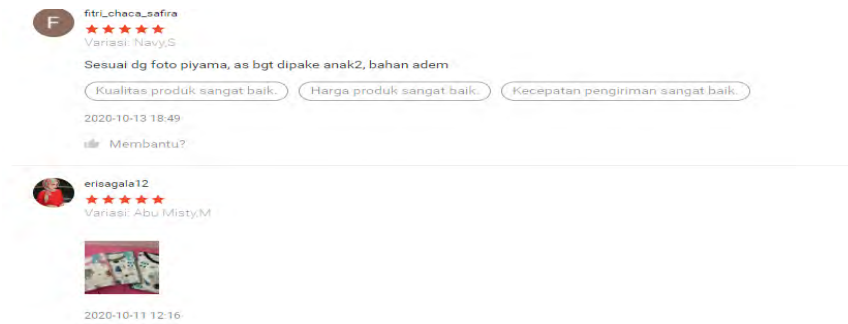 F
fitri_chaca_safira
Variasi: Navy,S
Sesuai dg foto piyama, as bgt dipake anak2, bahan adem
Kualitas produk sangat baik. Harga produk sangat baik. Kecepatan pengiriman sangat baik.
2020-10-13 18:49
Membantu?
erisagala12
Variasi: Abu Misty,M
2020-10-11 12:16